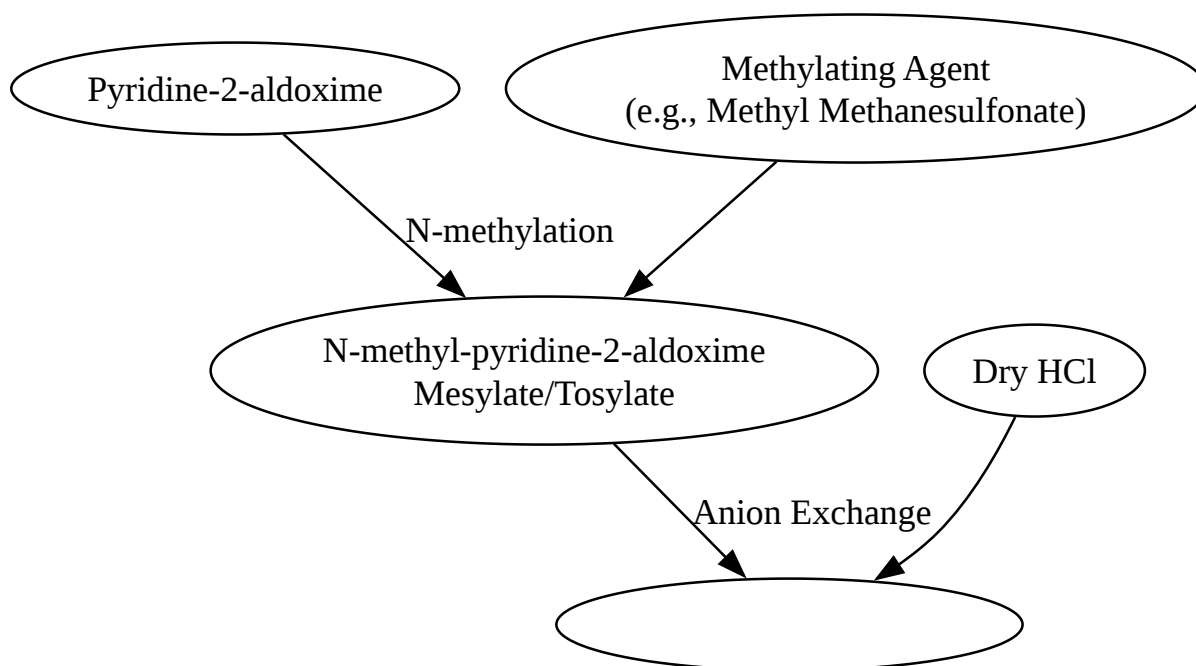 Pyridine-2-aldoxime
Methylating Agent
(e.g., Methyl Methanesulfonate)
N-methylation
N-methyl-pyridine-2-aldoxime
Mesylate/Tosylate
Dry HCl
Anion Exchange